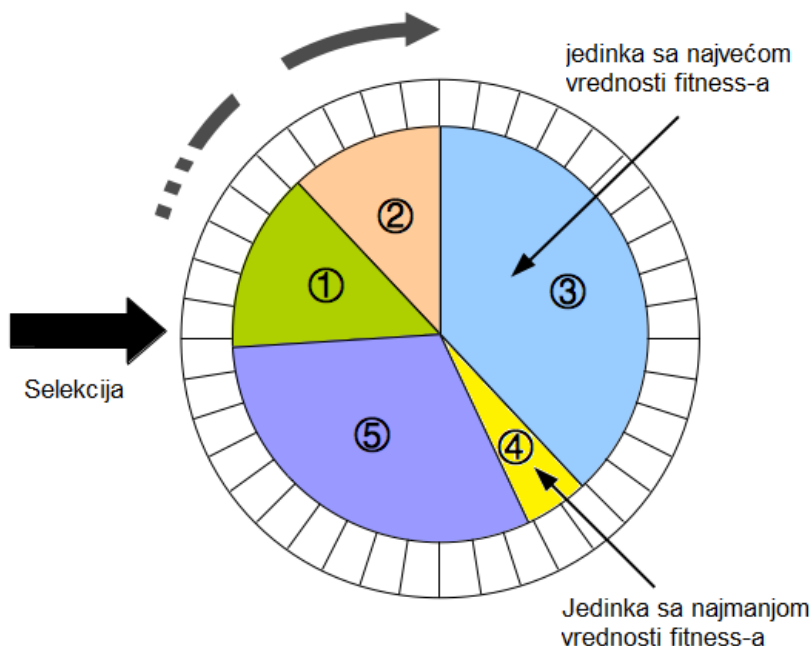 jedinka sa najvećom
vrednosti fitness-a
②
①
③
Selekcija
⑤
④
Jedinka sa najmanjom
vrednosti fitness-a